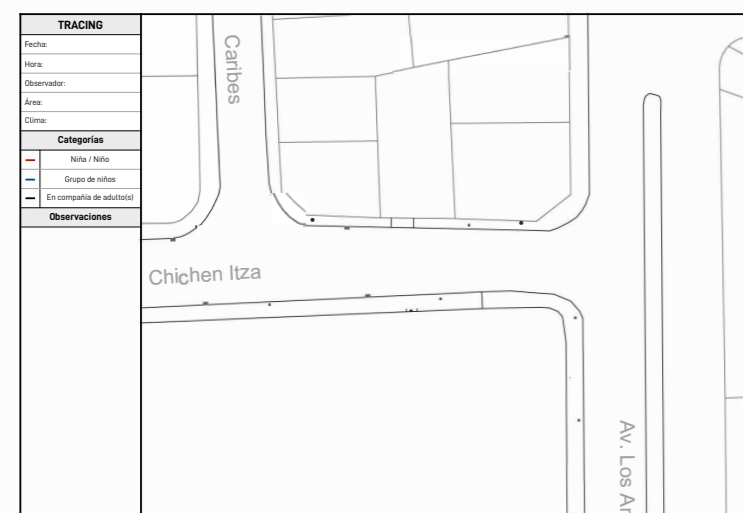 TRACING
Fecha:
Hora:
Observador:
Área:
Clima:
Categorías
Niña / Niño
Grupo de niños
En compañía de adulto(s)
Observaciones
Caribes
Chichen Itza
Av. Los Ar